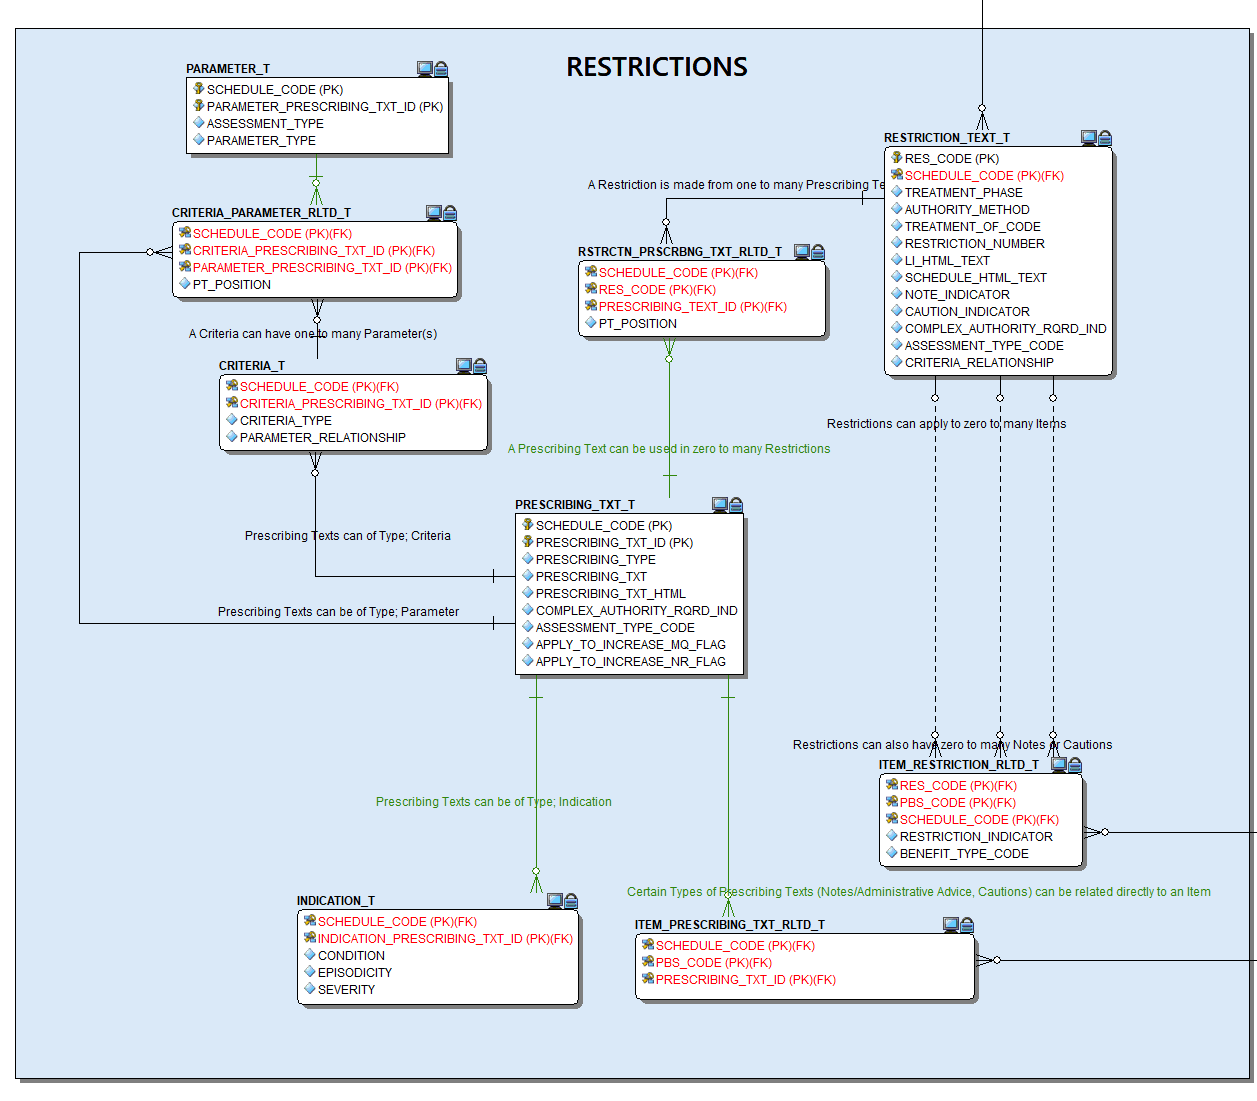 RESTRICTIONS
PARAMETER_T
SCHEDULE_CODE (PK)
PARAMETER_PRESCRIBING_TXT_ID (PK)
ASSESSMENT_TYPE
PARAMETER_TYPE
RESTRICTION_TEXT_T
RES_CODE (PK)
SCHEDULE_CODE (PK)(FK)
TREATMENT_PHASE
AUTHORITY_METHOD
TREATMENT_OF_CODE
RESTRICTION_NUMBER
LI_HTML_TEXT
SCHEDULE_HTML_TEXT
NOTE_INDICATOR
CAUTION_INDICATOR
COMPLEX_AUTHORITY_RQRD_IND
ASSESSMENT_TYPE_CODE
CRITERIA_RELATIONSHIP
A Restriction is made from one to many Prescribing Te
CRITERIA_PARAMETER_RLTD_T
SCHEDULE_CODE (PK)(FK)
CRITERIA_PRESCRIBING_TXT_ID (PK)(FK)
PARAMETER_PRESCRIBING_TXT_ID (PK)(FK)
PT_POSITION
RSTRCTN_PRSCRBNG_TXT_RLTD_T
SCHEDULE_CODE (PK)(FK)
RES_CODE (PK)(FK)
PRESCRIBING_TEXT_ID (PK)(FK)
PT_POSITION
A Criteria can have one to many Parameter(s)
CRITERIA_T
SCHEDULE_CODE (PK)(FK)
CRITERIA_PRESCRIBING_TXT_ID (PK)(FK)
CRITERIA_TYPE
PARAMETER_RELATIONSHIP
Restrictions can apply to zero to many Items
A Prescribing Text can be used in zero to many Restrictions
PRESCRIBING_TXT_T
SCHEDULE_CODE (PK)
PRESCRIBING_TXT_ID (PK)
PRESCRIBING_TYPE
PRESCRIBING_TXT
PRESCRIBING_TXT_HTML
COMPLEX_AUTHORITY_RQRD_IND
ASSESSMENT_TYPE_CODE
APPLY_TO_INCREASE_MQ_FLAG
APPLY_TO_INCREASE_NR_FLAG
Prescribing Texts can of Type; Criteria
Prescribing Texts can be of Type; Parameter
Restrictions can also have zero to many Notes or Cautions
ITEM_RESTRICTION_RLTD_T
RES_CODE (PK)(FK)
PBS_CODE (PK)(FK)
SCHEDULE_CODE (PK)(FK)
RESTRICTION_INDICATOR
BENEFIT_TYPE_CODE
Prescribing Texts can be of Type; Indication
Certain Types of Prescribing Texts (Notes/Administrative Advice, Cautions) can be related directly to an Item
INDICATION_T
SCHEDULE_CODE (PK)(FK)
INDICATION_PRESCRIBING_TXT_ID (PK)(FK)
CONDITION
EPISODICITY
SEVERITY
ITEM_PRESCRIBING_TXT_RLTD_T
SCHEDULE_CODE (PK)(FK)
PBS_CODE (PK)(FK)
PRESCRIBING_TXT_ID (PK)(FK)